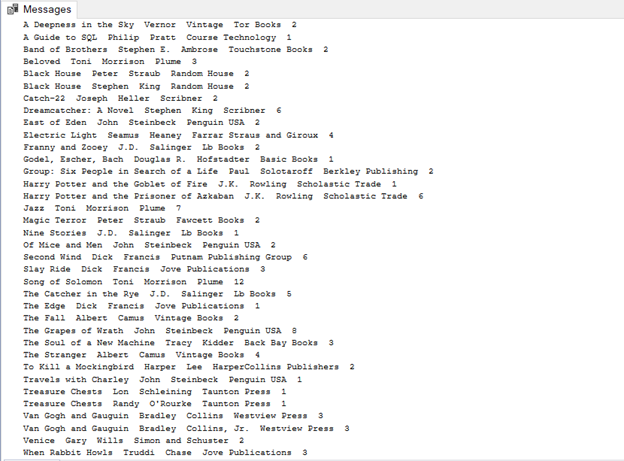 Messages
A Deepness in the Sky  Vernor  Vintage  Tor Books  2
A Guide to SQL  Philip  Pratt  Course Technology  1
Band of Brothers  Stephen E.  Ambrose  Touchstone Books  2
Beloved  Toni  Morrison  Plume  3
Black House  Peter  Straub  Random House  2
Black House  Stephen  King  Random House  2
Catch-22  Joseph  Heller  Scribner  2
Dreamcatcher: A Novel  Stephen  King  Scribner  6
East of Eden  John  Steinbeck  Penguin USA  2
Electric Light  Seamus  Heaney  Farrar Straus and Giroux  4
Franny and Zooey  J.D.  Salinger  Lb Books  2
Godel, Escher, Bach  Douglas R.  Hofstadter  Basic Books  1
Group: Six People in Search of a Life  Paul  Solotaroff  Berkley Publishing  2
Harry Potter and the Goblet of Fire  J.K.  Rowling  Scholastic Trade  1
Harry Potter and the Prisoner of Azkaban  J.K.  Rowling  Scholastic Trade  6
Jazz  Toni  Morrison  Plume  7
Magic Terror  Peter  Straub  Fawcett Books  2
Nine Stories  J.D.  Salinger  Lb Books  1
Of Mice and Men  John  Steinbeck  Penguin USA  2
Second Wind  Dick  Francis  Putnam Publishing Group  6
Slay Ride  Dick  Francis  Jove Publications  3
Song of Solomon  Toni  Morrison  Plume  12
The Catcher in the Rye  J.D.  Salinger  Lb Books  5
The Edge  Dick  Francis  Jove Publications  1
The Fall  Albert  Camus  Vintage Books  2
The Grapes of Wrath  John  Steinbeck  Penguin USA  8
The Soul of a New Machine  Tracy  Kidder  Back Bay Books  3
The Stranger  Albert  Camus  Vintage Books  4
To Kill a Mockingbird  Harper  Lee  HarperCollins Publishers  2
Travels with Charley  John  Steinbeck  Penguin USA  1
Treasure Chests  Lon  Schleining  Taunton Press  1
Treasure Chests  Randy  O'Rourke  Taunton Press  1
Van Gogh and Gauguin  Bradley  Collins  Westview Press  3
Van Gogh and Gauguin  Bradley  Collins, Jr.  Westview Press  3
Venice  Gary  Wills  Simon and Schuster  2
When Rabbit Howls  Truddi  Chase  Jove Publications  3